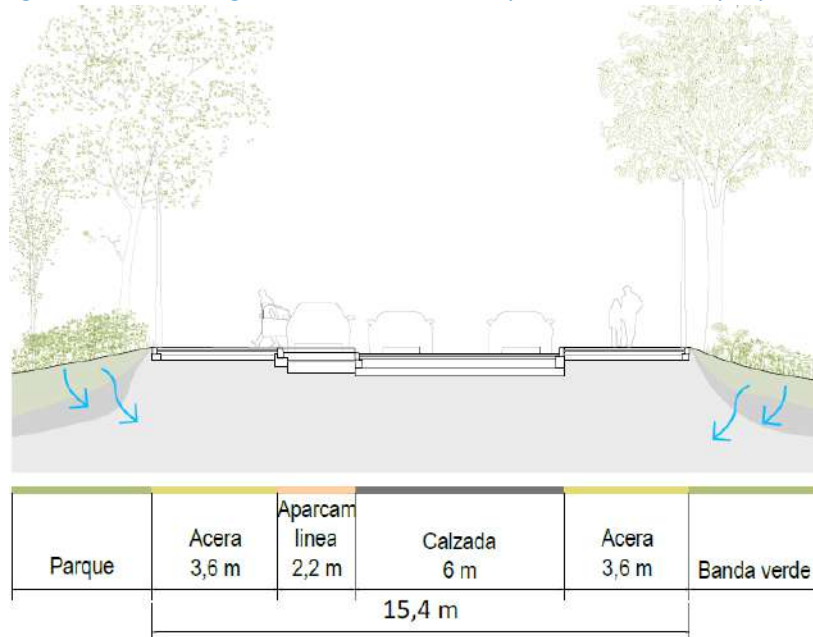 Parque
Acera
3,6 m
Aparcam
linea
2,2 m
Calzada
6 m
Acera
3,6 m
Banda verde
15,4 m